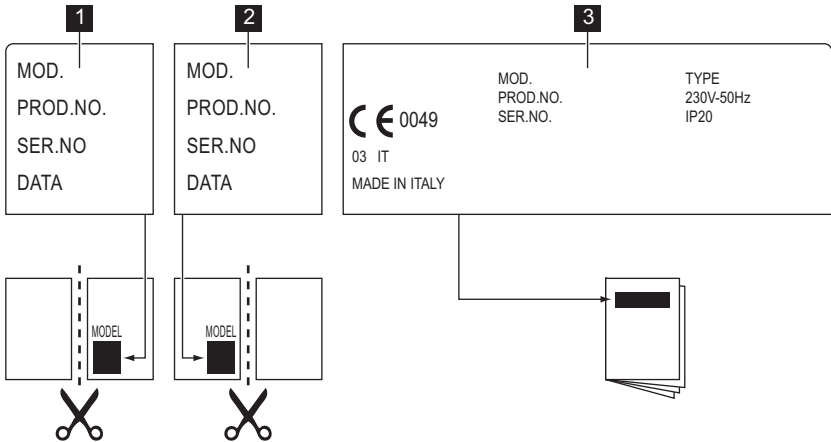 1
MOD.
PROD.NO.
SER.NO
DATA
2
MOD.
PROD.NO.
SER.NO
DATA
3
MOD.
PROD.NO.
SER.NO.
TYPE
230V-50Hz
IP20
CE 0049
03 IT
MADE IN ITALY
MODEL
MODEL